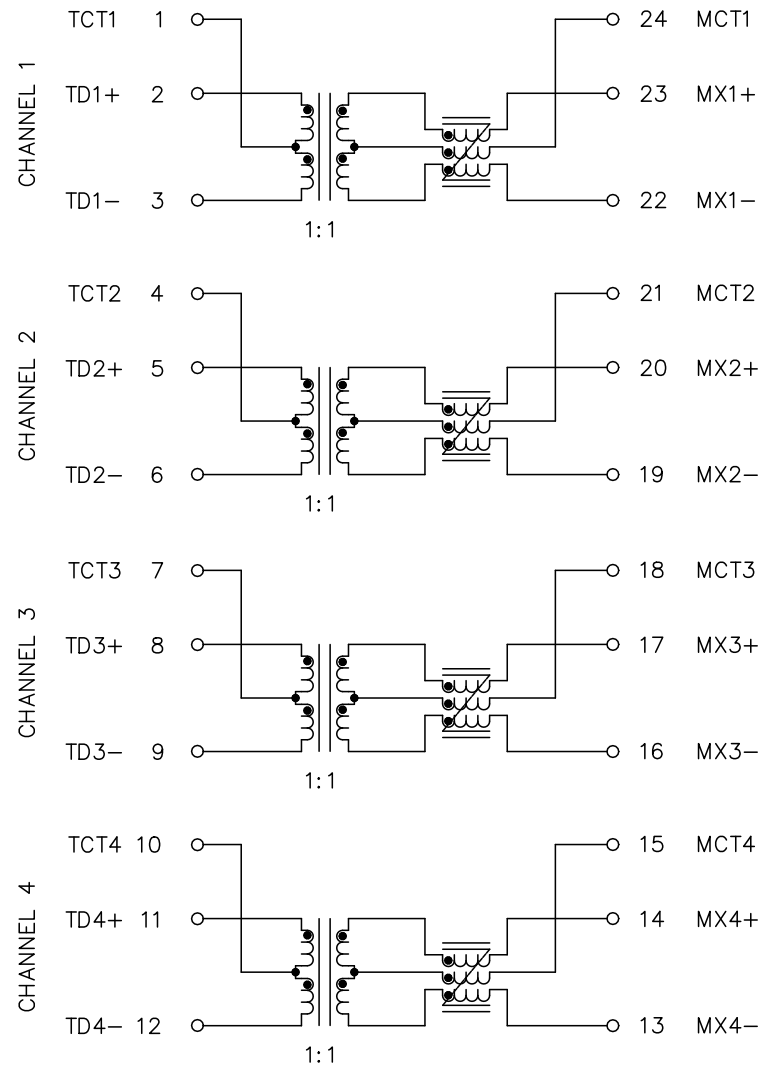 CHANNEL 1
TCT1 1 24 MCT1
TD1+ 2 23 MX1+
TD1− 3 22 MX1−
1:1
CHANNEL 2
TCT2 4 21 MCT2
TD2+ 5 20 MX2+
TD2− 6 19 MX2−
1:1
CHANNEL 3
TCT3 7 18 MCT3
TD3+ 8 17 MX3+
TD3− 9 16 MX3−
1:1
CHANNEL 4
TCT4 10 15 MCT4
TD4+ 11 14 MX4+
TD4− 12 13 MX4−
1:1